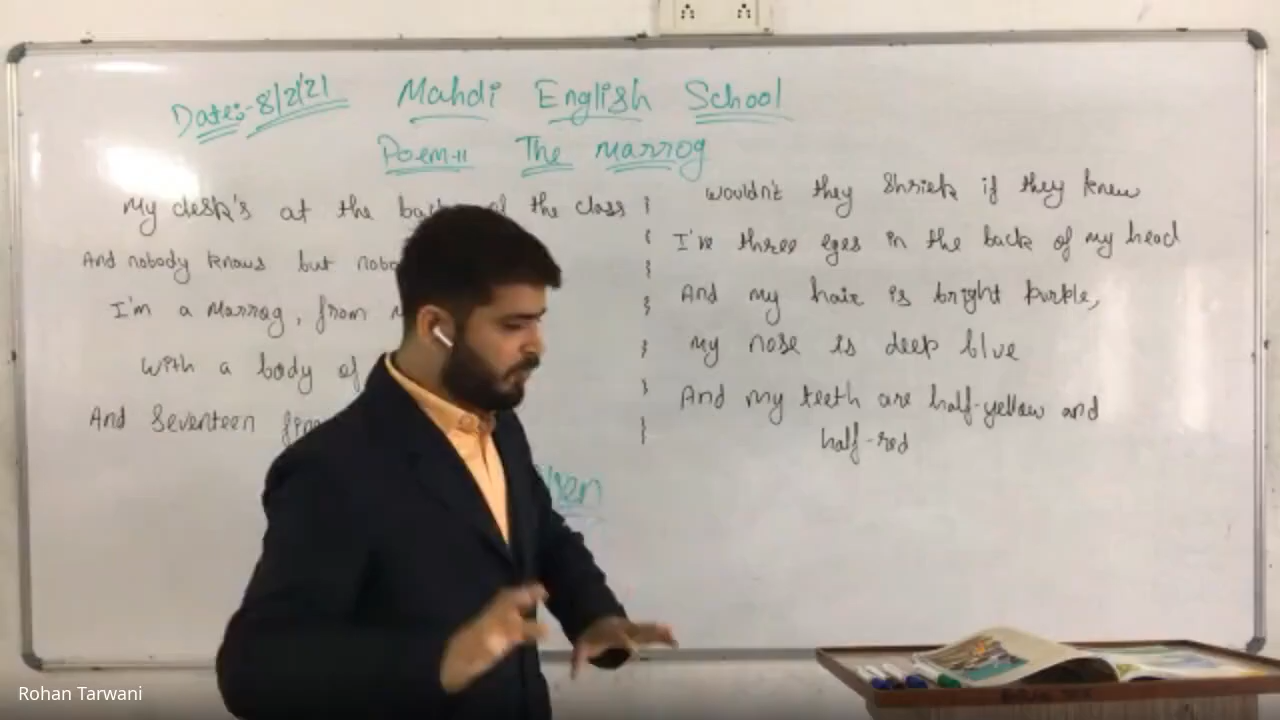 Date:- 8/2/21
Mahdi English School
Poem-11 The Marrog
My desk's at the back of the class
And nobody knows but
I'm a Marrog, from
With a body of
And Seventeen
wouldn't they Shriek if they knew
I've three eyes in the back of my head
And my hair is bright purple,
My nose is deep blue
And my teeth are half-yellow and
half-red
Rohan Tarwani